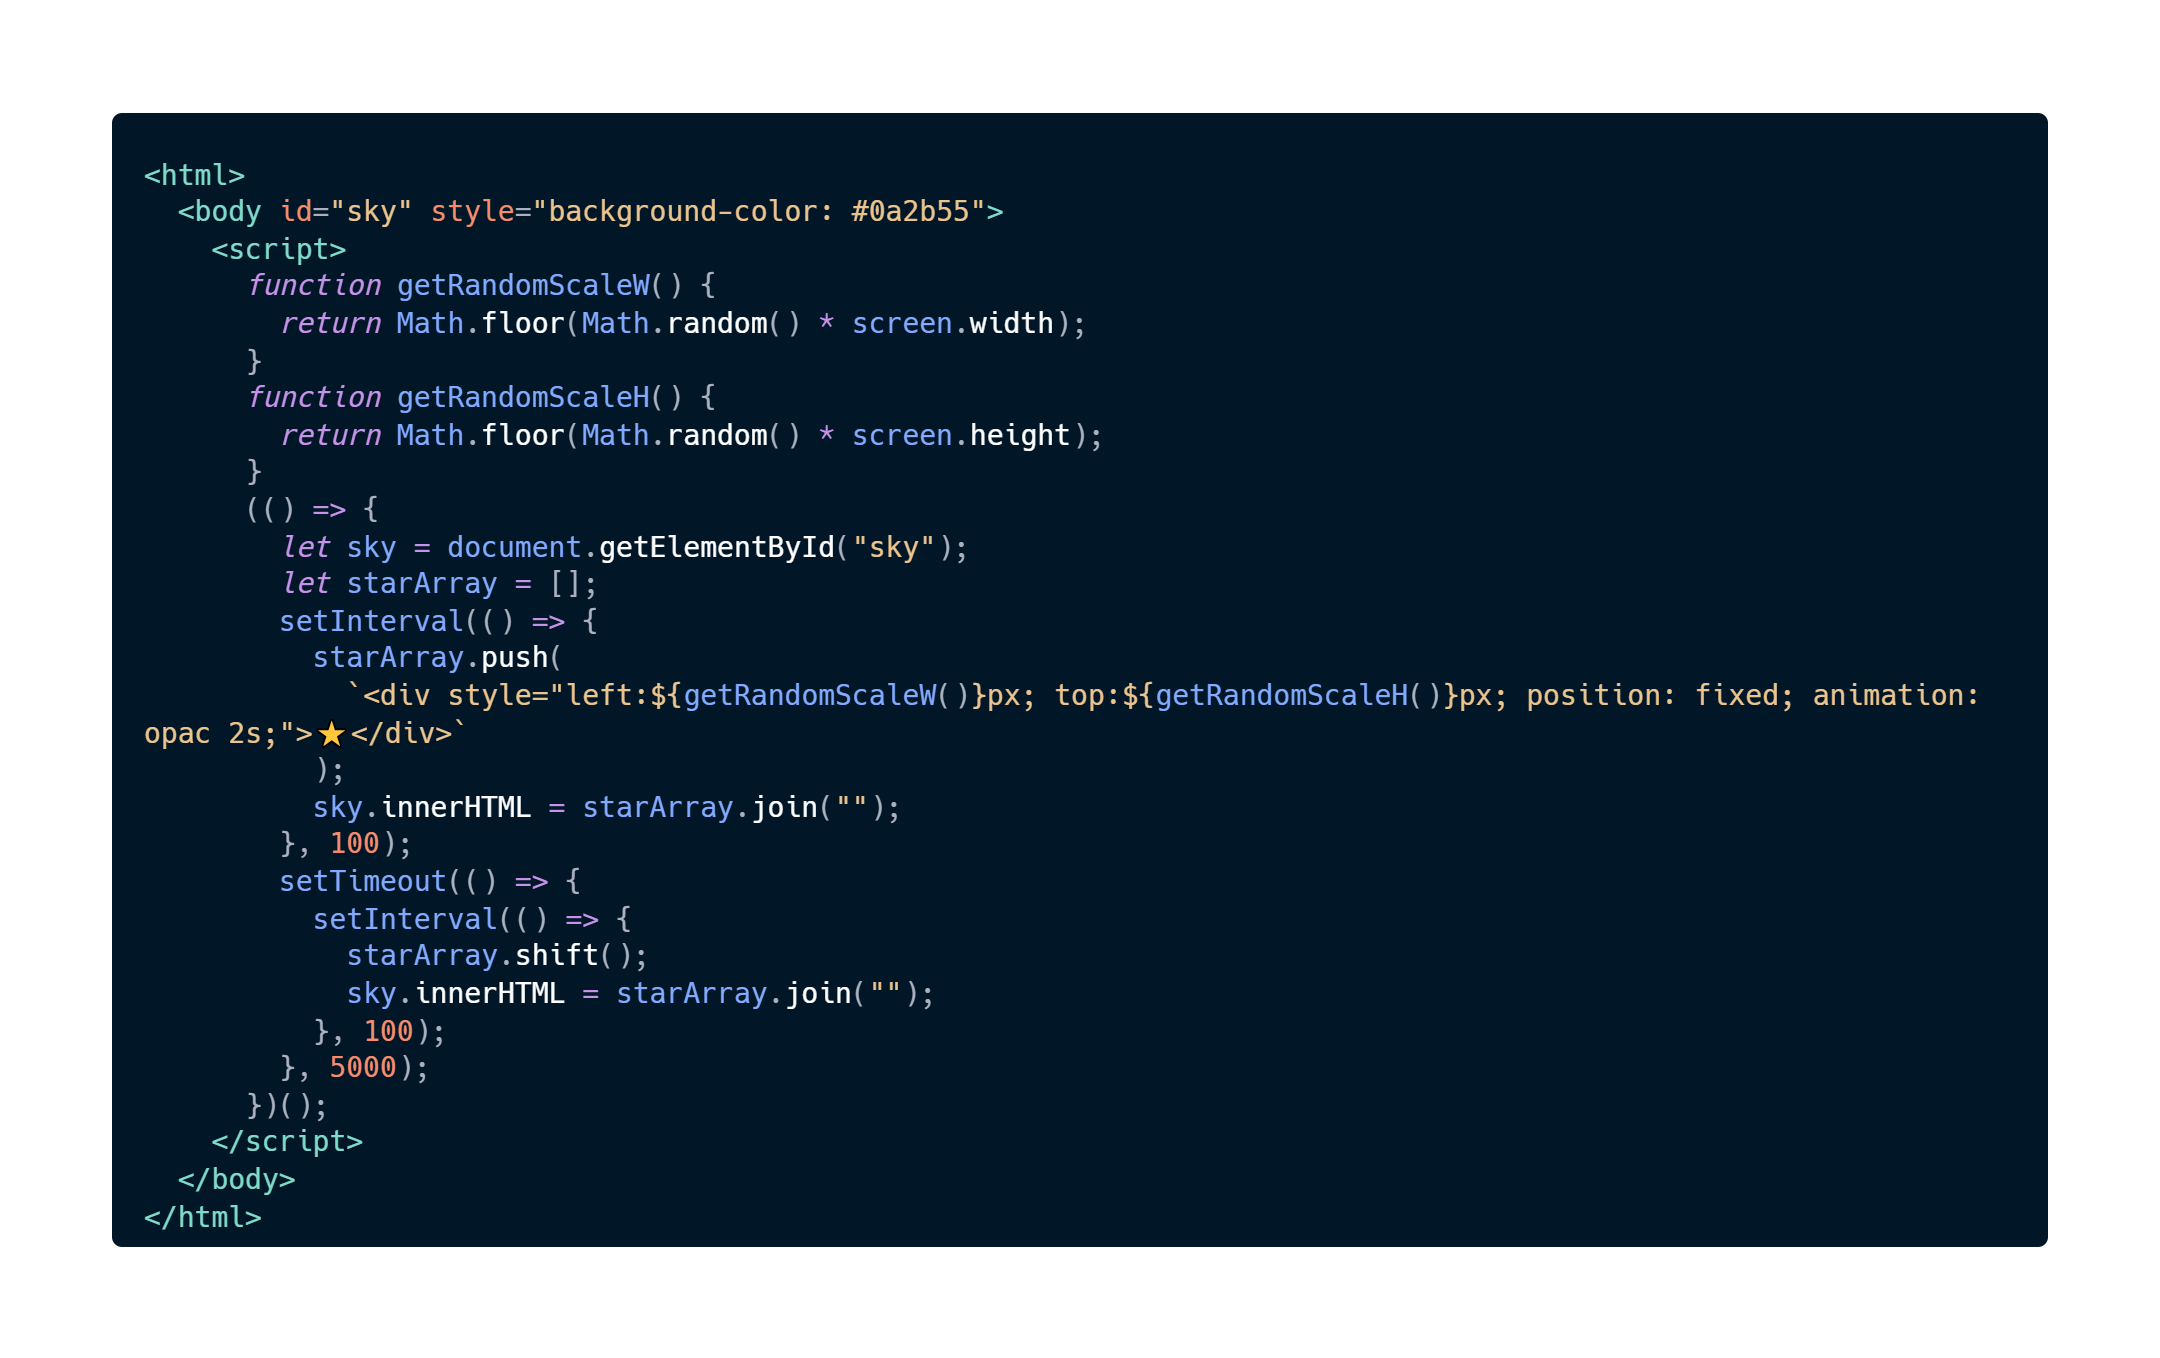 <html>
  <body id="sky" style="background-color: #0a2b55">
    <script>
      function getRandomScaleW() {
        return Math.floor(Math.random() * screen.width);
      }
      function getRandomScaleH() {
        return Math.floor(Math.random() * screen.height);
      }
      (() => {
        let sky = document.getElementById("sky");
        let starArray = [];
        setInterval(() => {
          starArray.push(
            `<div style="left:${getRandomScaleW()}px; top:${getRandomScaleH()}px; position: fixed; animation:
opac 2s;">⭐</div>`
          );
          sky.innerHTML = starArray.join("");
        }, 100);
        setTimeout(() => {
          setInterval(() => {
            starArray.shift();
            sky.innerHTML = starArray.join("");
          }, 100);
        }, 5000);
      })();
    </script>
  </body>
</html>